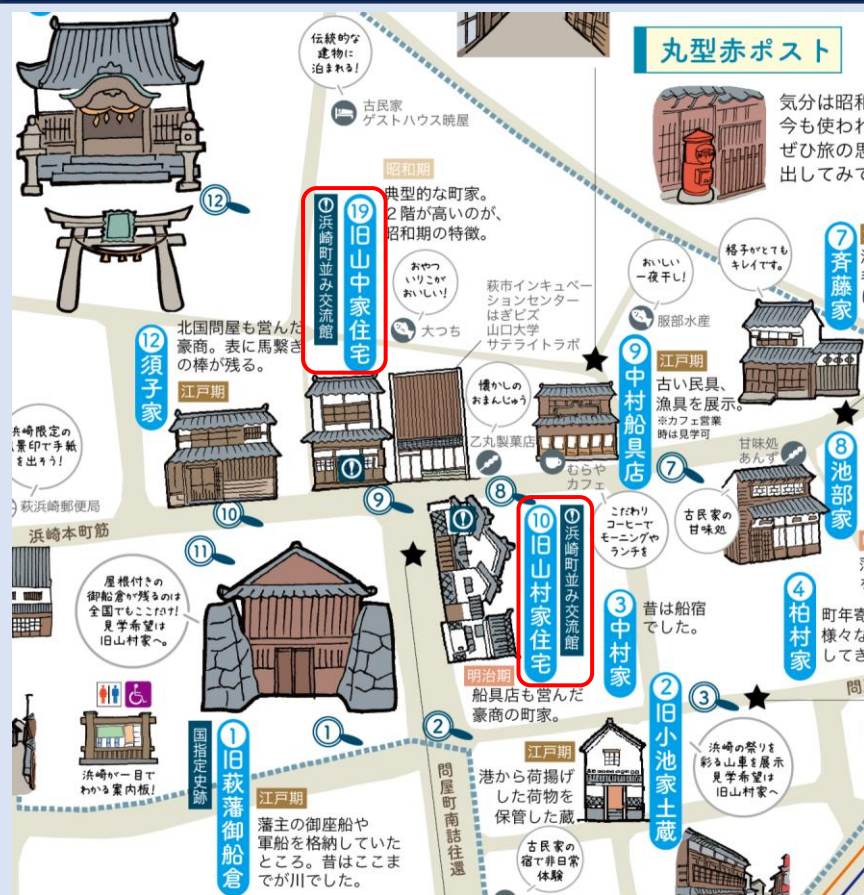 伝統的な
建物に
泊まれる!
古民家
ゲストハウス暁屋
丸型赤ポスト
気分は昭和
今も使われ
ぜひ旅の思
出してみて
12
昭和期
典型的な町家。
2階が高いのが、
昭和期の特徴。
19 旧山中家住宅
浜崎町並み交流館
おやつ
いりこが
おいしい!
大つち
萩市インキュベー
ションセンター
はぎビズ
山口大学
サテライトラボ
おいしい
一夜干し!
服部水産
格子がとても
キレイです。
7 斉藤家
12 須子家
北国問屋も営んだ
豪商。表に馬繋ぎ
の棒が残る。
江戸期
懐かしの
おまんじゅう
乙丸製菓店
むらや
カフェ
9 中村船具店
江戸期
古い民具、
漁具を展示。
※カフェ営業
時は見学可
7
甘味処
あんず
8 池部家
浜崎限定の
景印で手紙
を出そう!
萩浜崎郵便局
浜崎本町筋
10
9
8
11
10 旧山村家住宅
浜崎町並み交流館
こだわり
コーヒーで
モーニングや
ランチを
古民家の
甘味処
屋根付きの
御船倉が残るのは
全国でもここだけ!
見学希望は
旧山村家へ。
3 中村家
昔は船宿
でした。
4 柏村家
町年寄
様々な
してき
明治期
船具店も営んだ
豪商の町家。
浜崎が一目で
わかる案内板!
国指定史跡
1 旧萩藩御船倉
1
2
江戸期
藩主の御座船や
軍船を格納していた
ところ。昔はここま
でが川でした。
問屋町南詰往還
江戸期
港から荷揚げ
した荷物を
保管した蔵
2 旧小池家土蔵
3
問
浜崎の祭りを
彩る山車を展示
見学希望は
旧山村家へ
古民家の
宿で非日常
体験